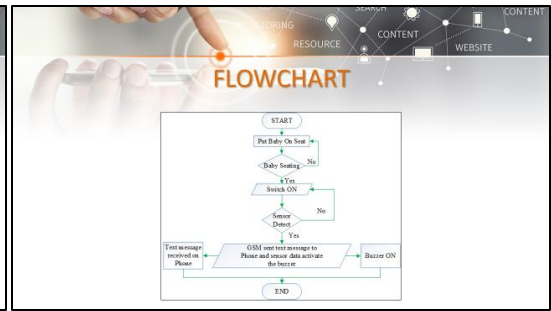 SEARCH
CONTENT
STORING
CONTENT
RESOURCE
WEBSITE
FLOWCHART
START
Put Baby On Seat
Baby Seating
No
Yes
Switch ON
Sensor
Detect
No
Yes
Text message
received on
Phone
GSM sent text message to
Phone and sensor data activate
the buzzer
Buzzer ON
END